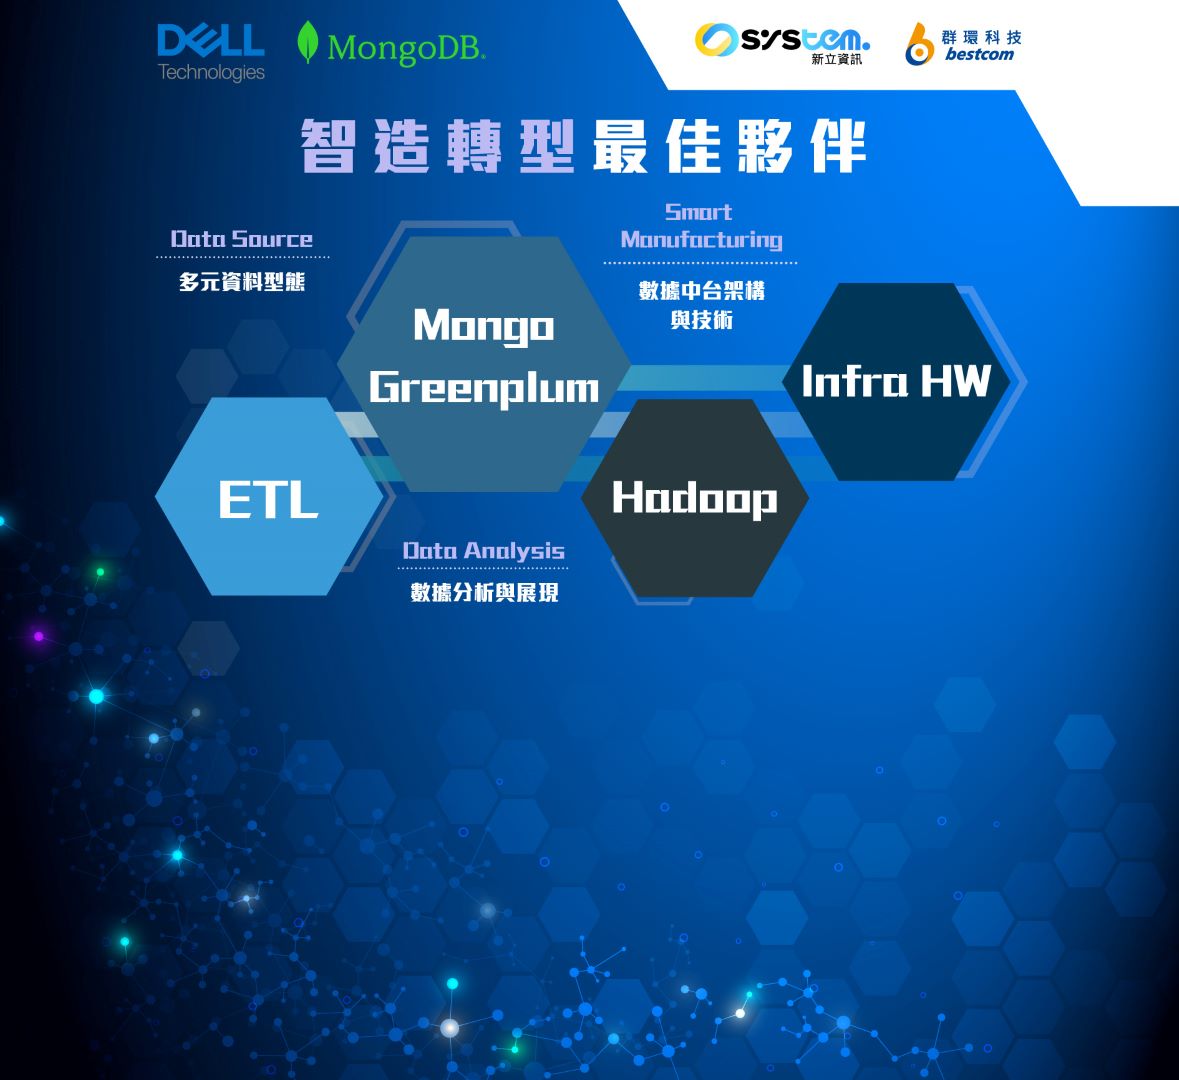 DELL
Technologies
MongoDB.
system.
新立資訊
群環科技
bestcom
智造轉型最佳夥伴
Data Source
多元資料型態
Smart
Manufacturing
數據中台架構
與技術
Mongo
Greenplum
Infra HW
ETL
Hadoop
Data Analysis
數據分析與展現